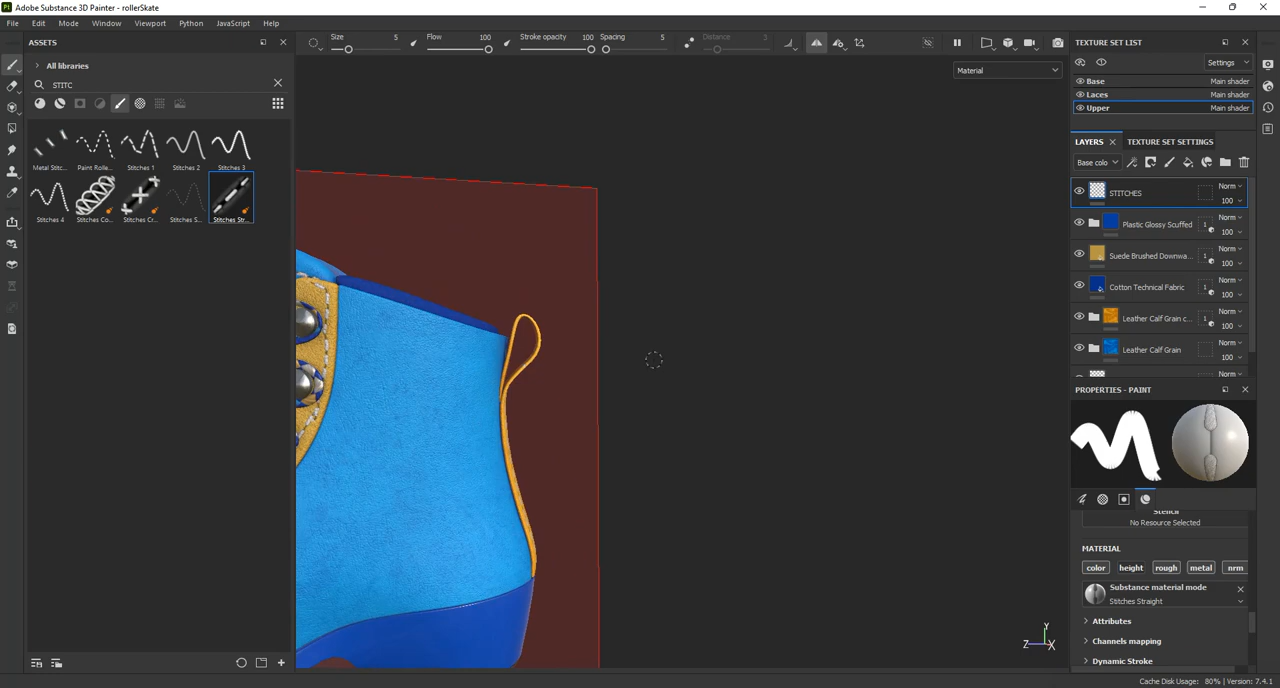 Adobe Substance 3D Painter - rollerSkate
File Edit Mode Window Viewport Python JavaScript Help
ASSETS
Size 5 Flow 100 Stroke opacity 100 Spacing 5 Distance 3
TEXTURE SET LIST
All libraries
Settings
Material
STITC
Base Main shader
Laces Main shader
Upper Main shader
LAYERS TEXTURE SET SETTINGS
Base colo
Metal Stitc... Paint Rolle... Stitches 1 Stitches 2 Stitches 3
Stitches 4 Stitches Co... Stitches Cr... Stitches S... Stitches Str...
STITCHES Norm 100
Plastic Glossy Scuffed 1 Norm 100
Suede Brushed Downwa... 1 Norm 100
Cotton Technical Fabric 1 Norm 100
Leather Calf Grain c... 1 Norm 100
Leather Calf Grain Norm 100
Norm
PROPERTIES - PAINT
Stencil
No Resource Selected
MATERIAL
color height rough metal nrm
Substance material mode
Stitches Straight
Attributes
Channels mapping
Dynamic Stroke
Y
Z X
Cache Disk Usage: 80% | Version: 7.4.1